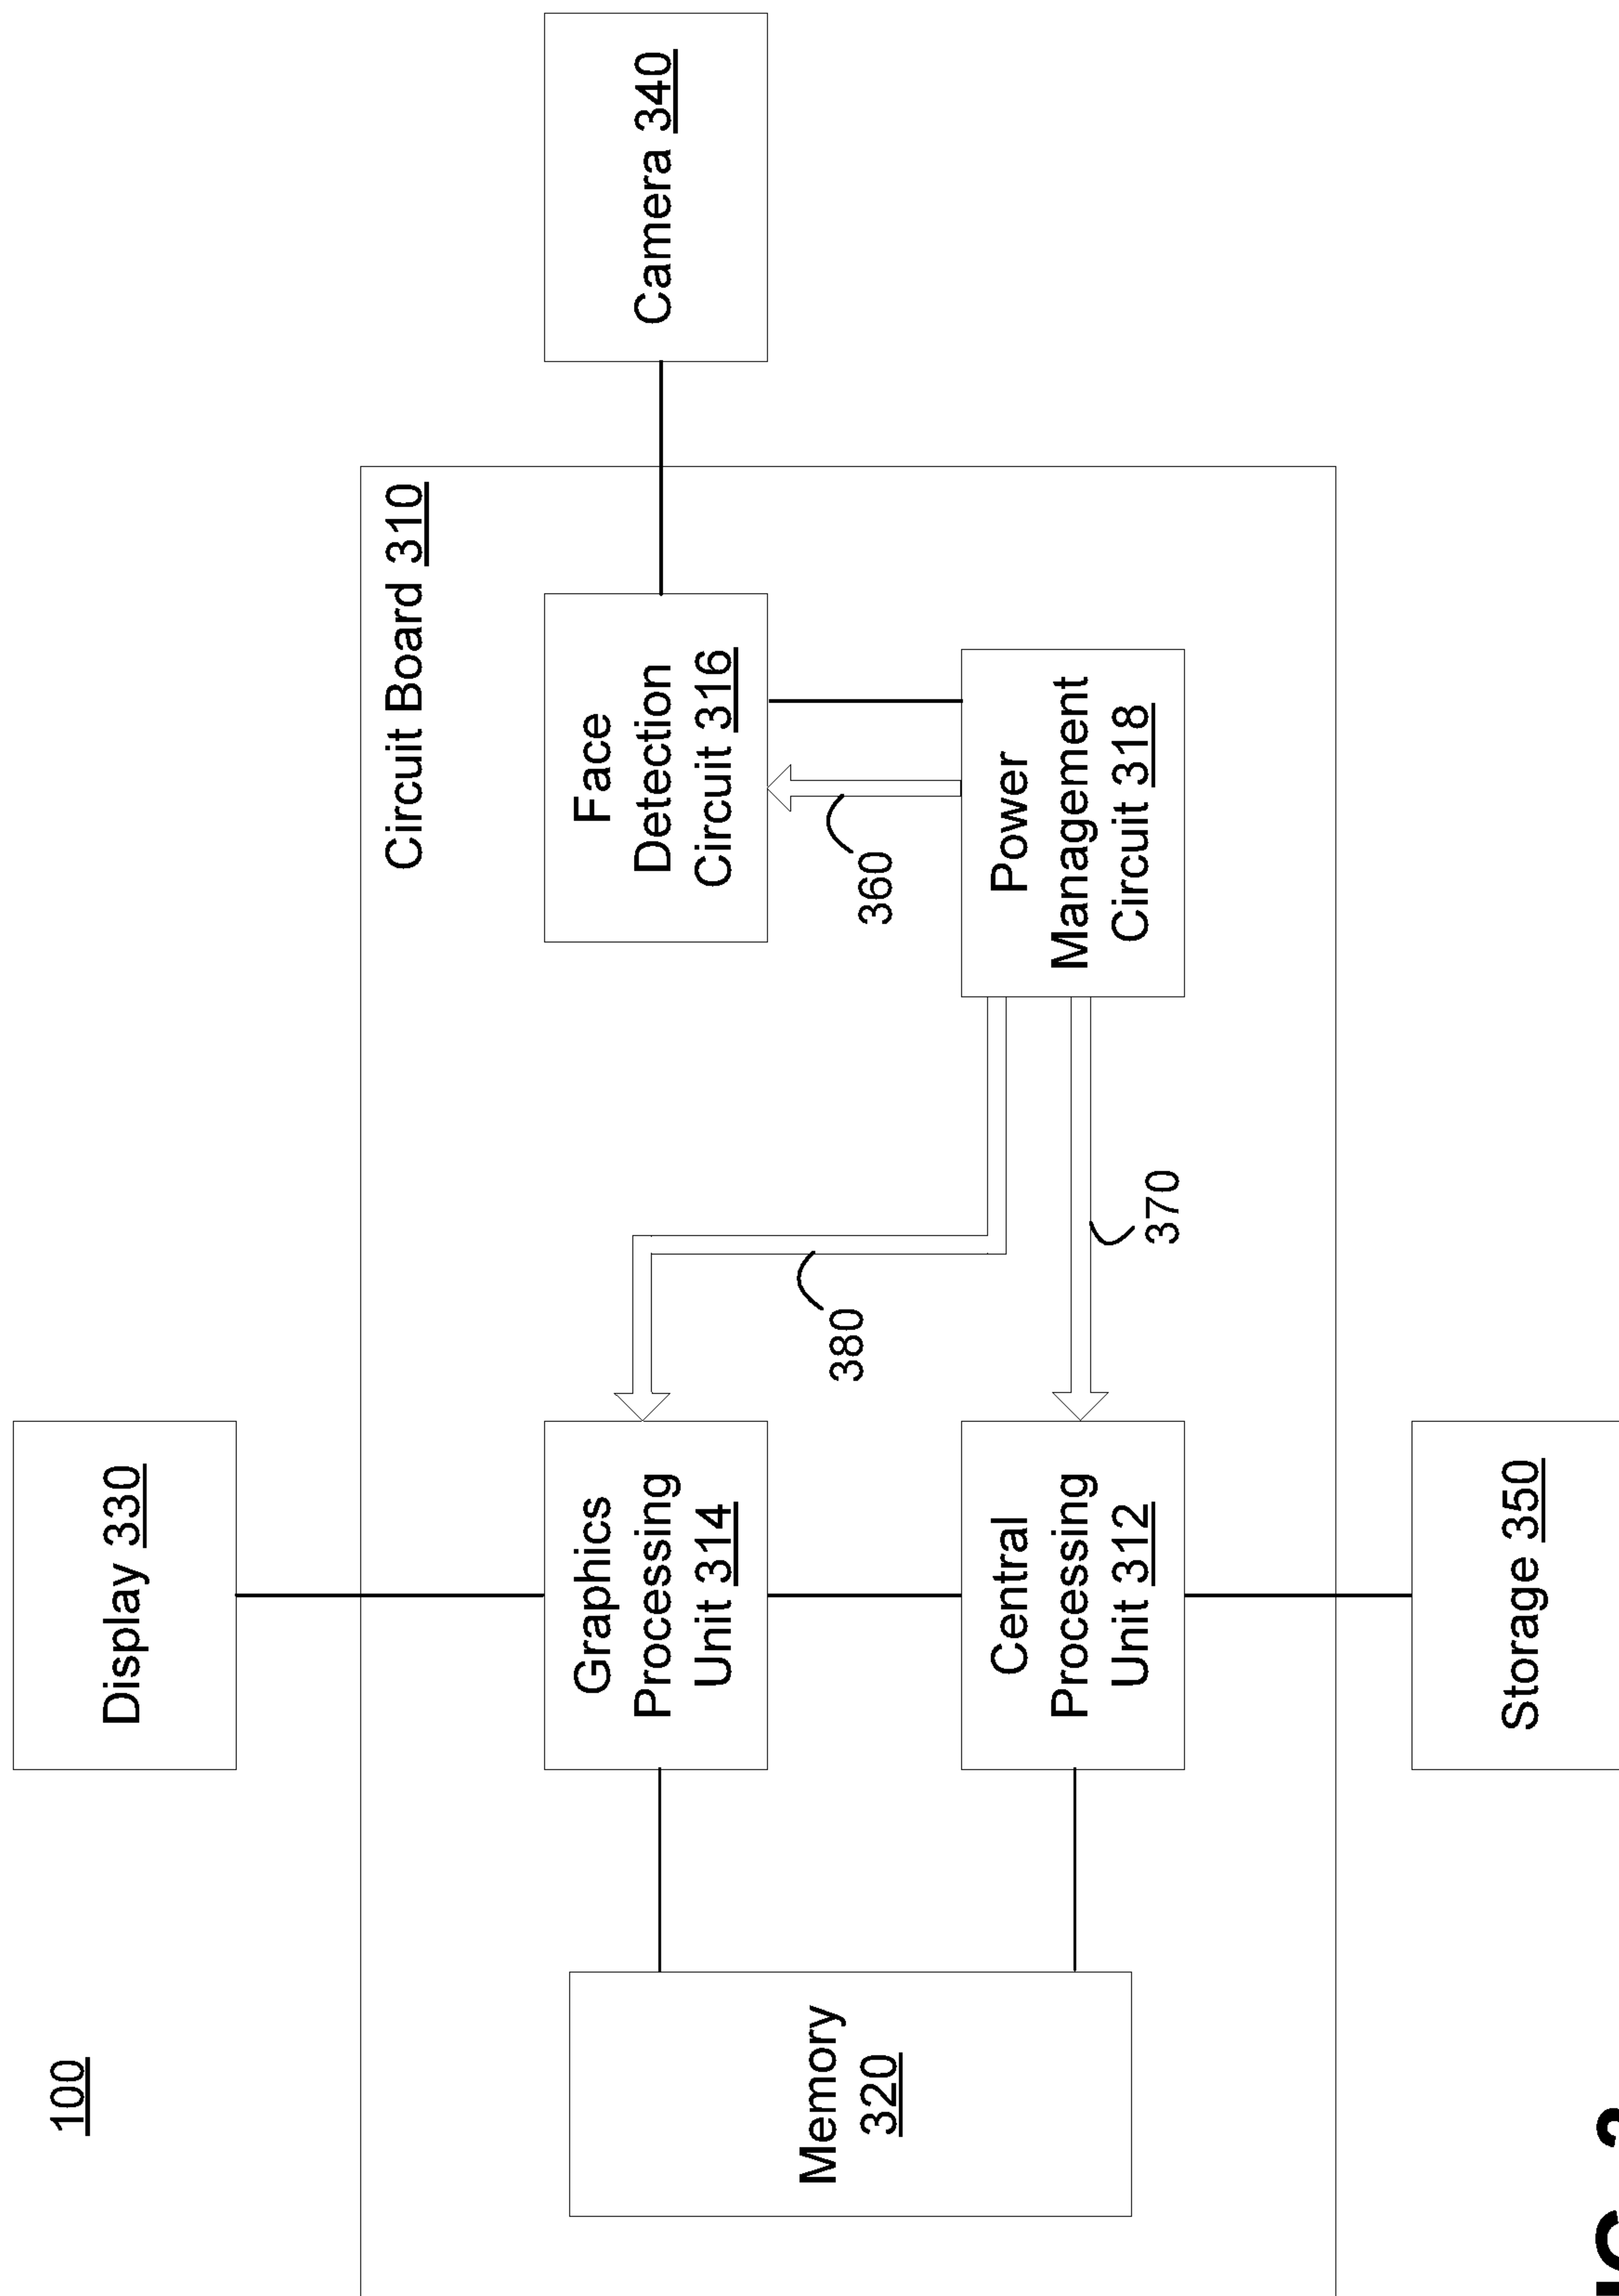 100
Display 330
Circuit Board 310
Graphics
Processing
Unit 314
Face
Detection
Circuit 316
Camera 340
Memory
320
380
360
Central
Processing
Unit 312
370
Power
Management
Circuit 318
Storage 350